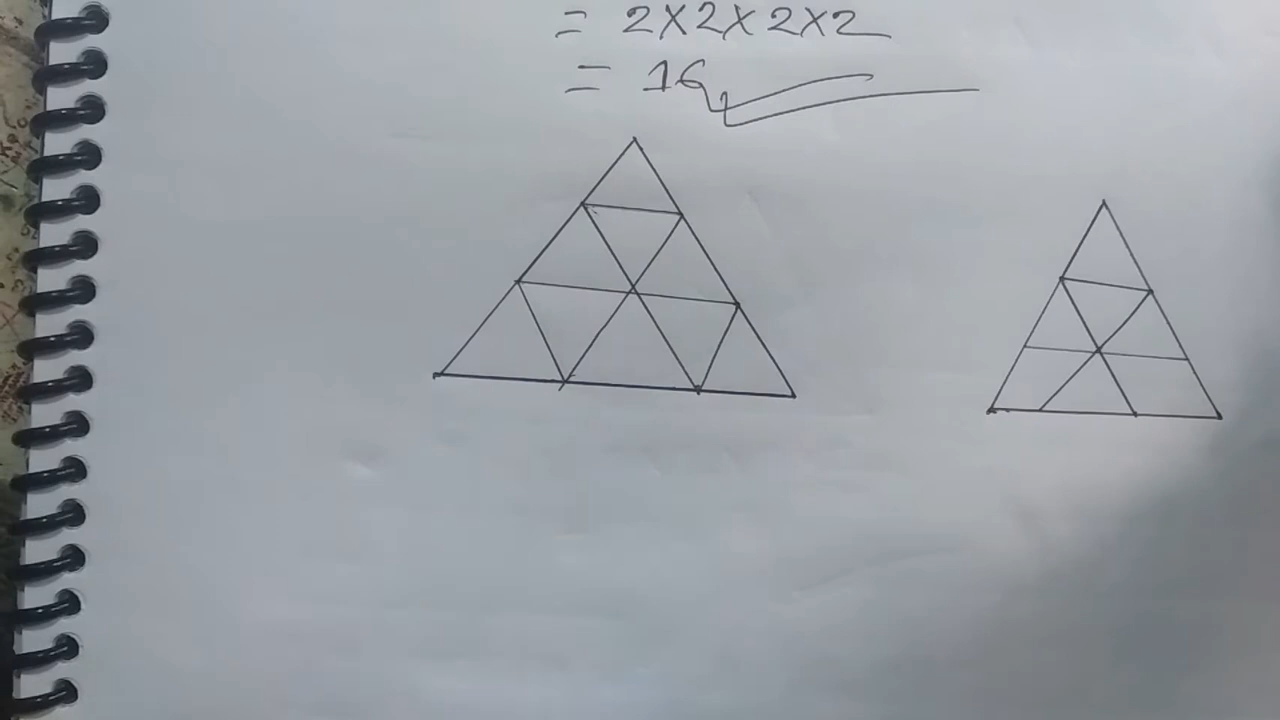 = 2×2×2×2
= 16